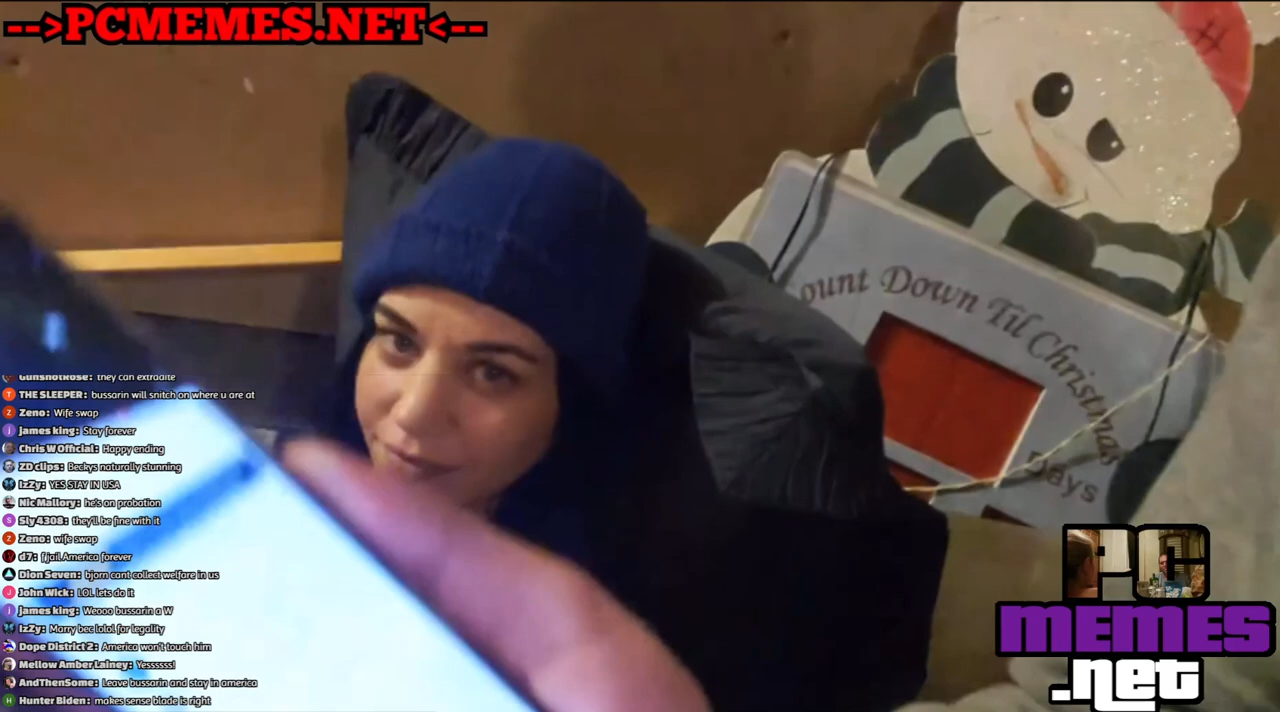 -->PCMEMES.NET<--
ount Down Til Christmas
Days
GunshotRose: they can extradite
THE SLEEPER: bussarin will snitch on where u are at
Zeno: Wife swap
james king: Stay forever
Chris W Official: Happy ending
ZD clips: Beckys naturally stunning
IzZy: YES STAY IN USA
Nic Mallory: he's on probation
Sly 4308: they'll be fine with it
Zeno: wife swap
d7: f jail America forever
Dion Seven: bjorn cant collect welfare in us
John Wick: LOL lets do it
james king: Weooo bussarin a W
IzZy: Marry bec lolol for legality
Dope District 2: America won't touch him
Mellow Amber Lainey: Yessssss!
AndThenSome: Leave bussarin and stay in america
Hunter Biden: makes sense blade is right
PC
MEMES
.net